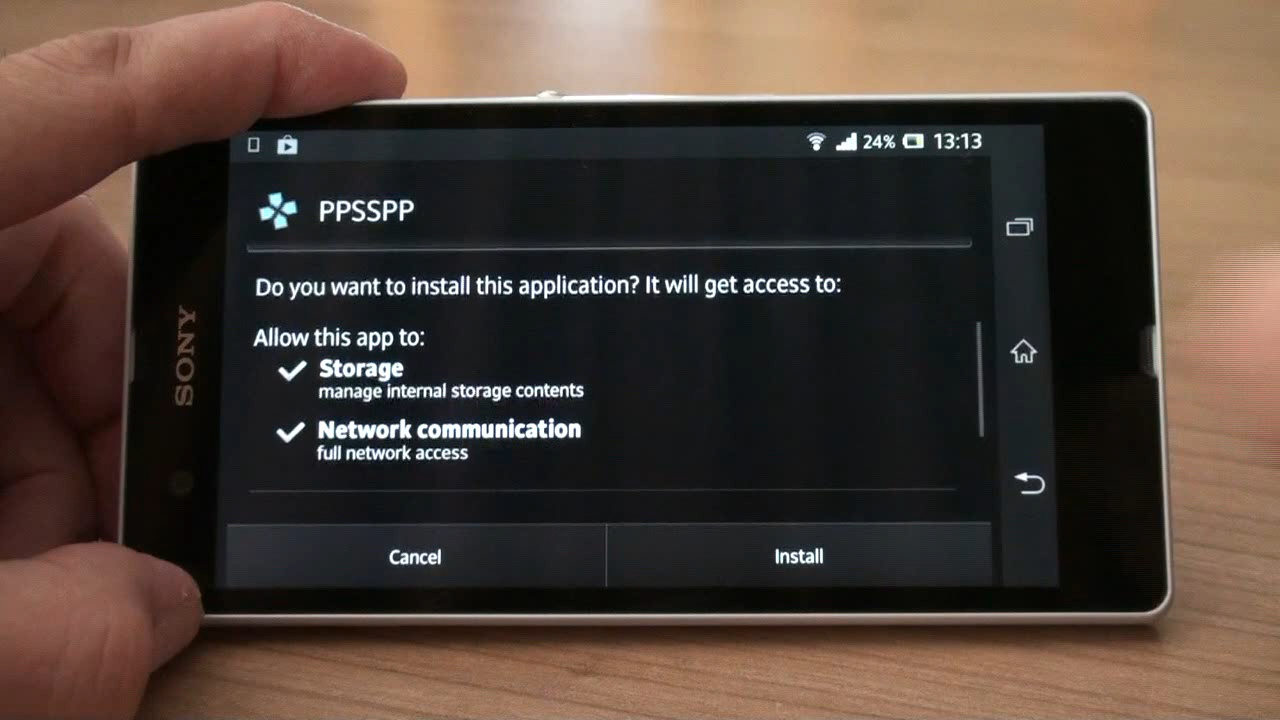 24% 13:13
PPSSPP
Do you want to install this application? It will get access to:
Allow this app to:
Storage
manage internal storage contents
Network communication
full network access
Cancel
Install
SONY